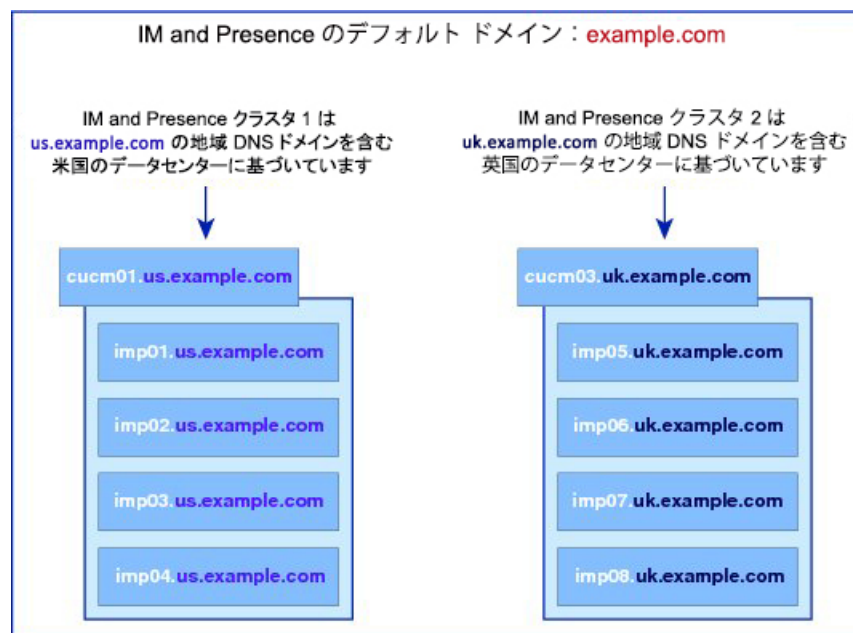 IM and Presence のデフォルト ドメイン：example.com
IM and Presence クラスタ 1 は
us.example.com の地域 DNS ドメインを含む
米国のデータセンターに基づいています
cucm01.us.example.com
imp01.us.example.com
imp02.us.example.com
imp03.us.example.com
imp04.us.example.com
IM and Presence クラスタ 2 は
uk.example.com の地域 DNS ドメインを含む
英国のデータセンターに基づいています
cucm03.uk.example.com
imp05.uk.example.com
imp06.uk.example.com
imp07.uk.example.com
imp08.uk.example.com